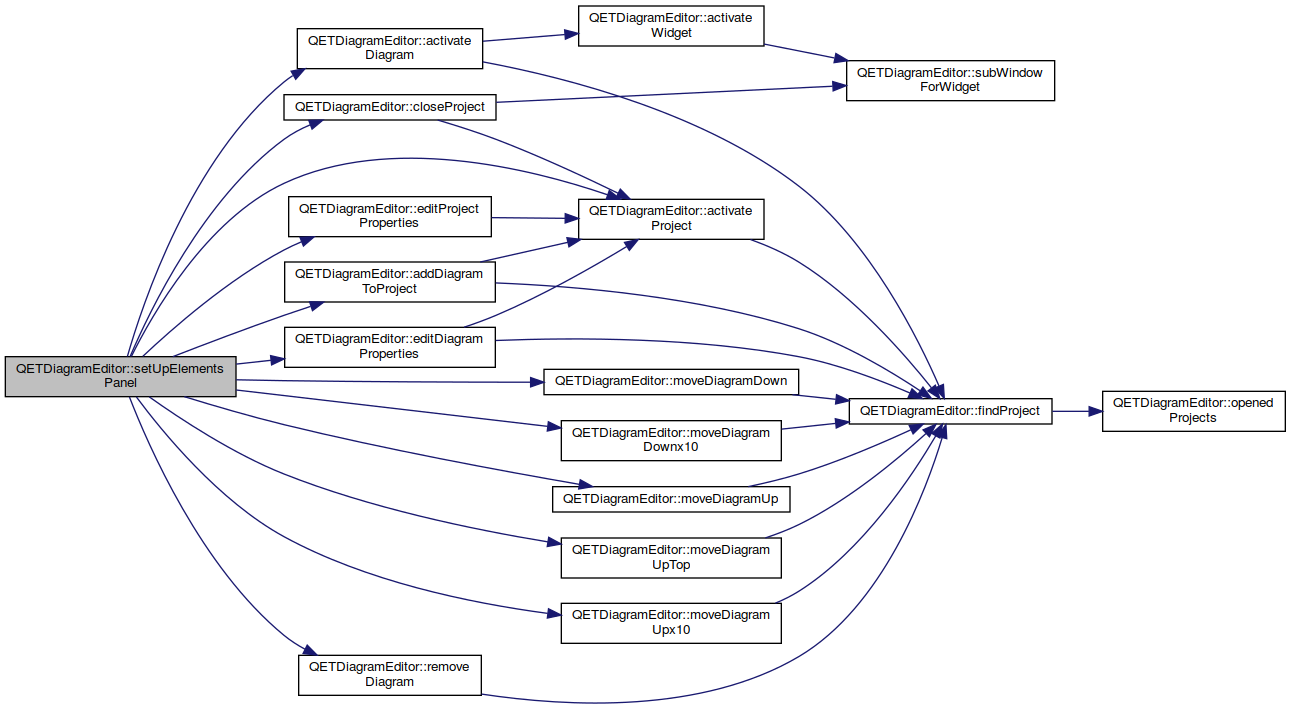 QETDiagramEditor::setUpElements
Panel
QETDiagramEditor::activate
Diagram
QETDiagramEditor::closeProject
QETDiagramEditor::editProject
Properties
QETDiagramEditor::addDiagram
ToProject
QETDiagramEditor::editDiagram
Properties
QETDiagramEditor::remove
Diagram
QETDiagramEditor::activate
Widget
QETDiagramEditor::activate
Project
QETDiagramEditor::moveDiagramDown
QETDiagramEditor::moveDiagram
Downx10
QETDiagramEditor::moveDiagramUp
QETDiagramEditor::moveDiagram
UpTop
QETDiagramEditor::moveDiagram
Upx10
QETDiagramEditor::subWindow
ForWidget
QETDiagramEditor::findProject
QETDiagramEditor::opened
Projects